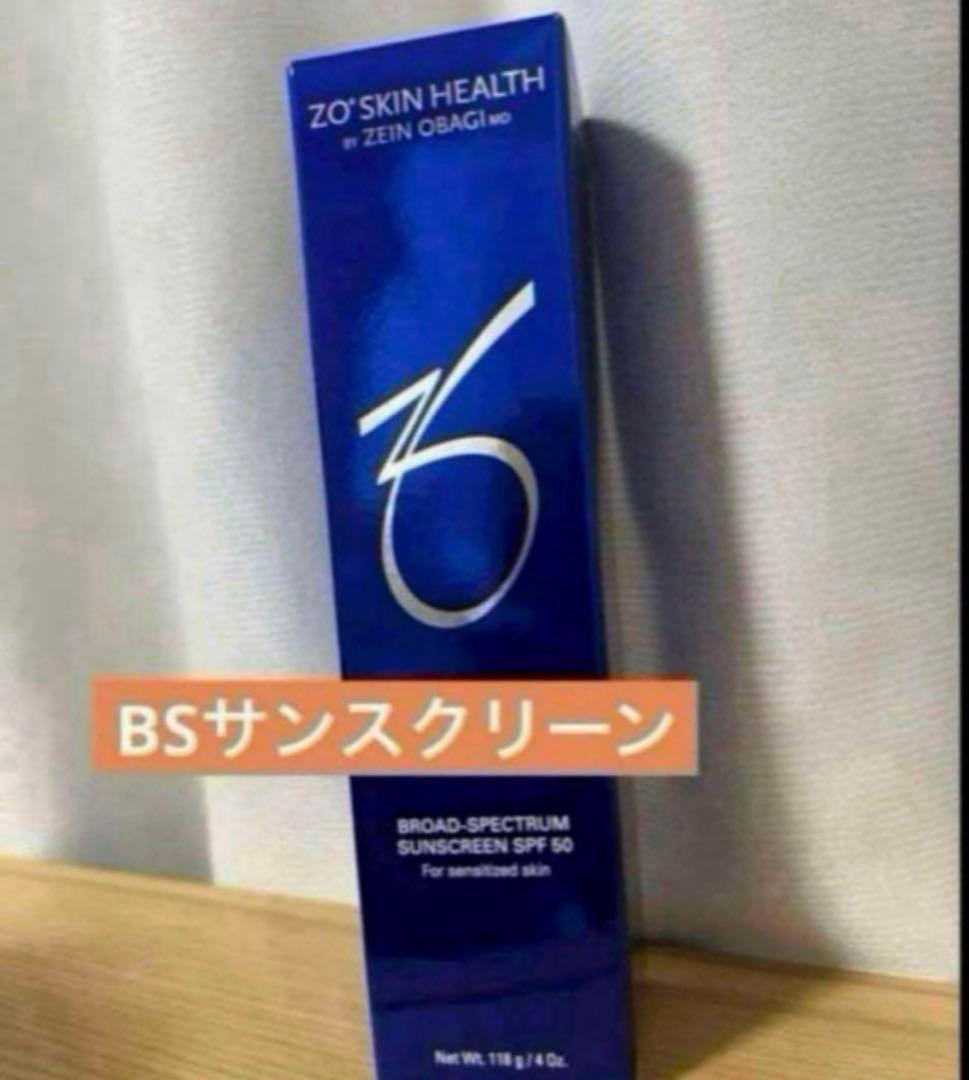 ZO® SKIN HEALTH
BY ZEIN OBAGI MD
BSサンスクリーン
BROAD-SPECTRUM
SUNSCREEN SPF 50
For sensitized skin
Net Wt. 118 g / 4 Oz.